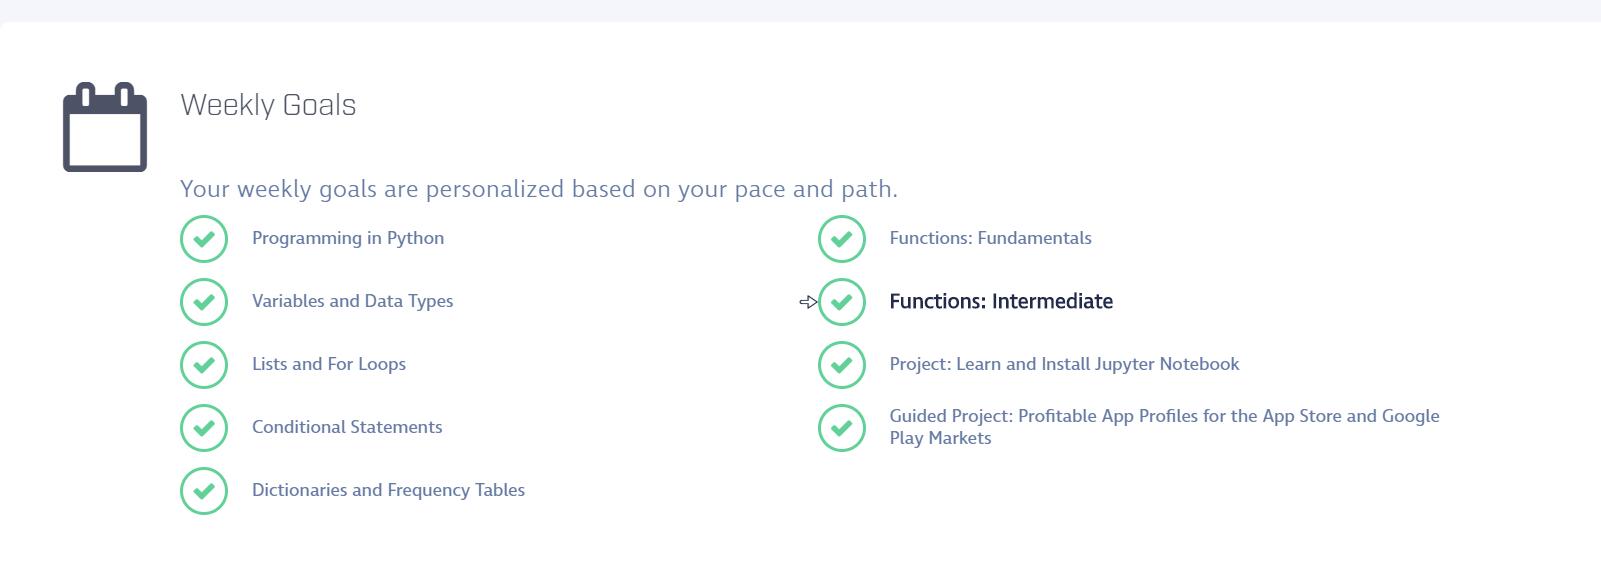 Weekly Goals
Your weekly goals are personalized based on your pace and path.
Programming in Python
Variables and Data Types
Lists and For Loops
Conditional Statements
Dictionaries and Frequency Tables
Functions: Fundamentals
Functions: Intermediate
Project: Learn and Install Jupyter Notebook
Guided Project: Profitable App Profiles for the App Store and Google
Play Markets